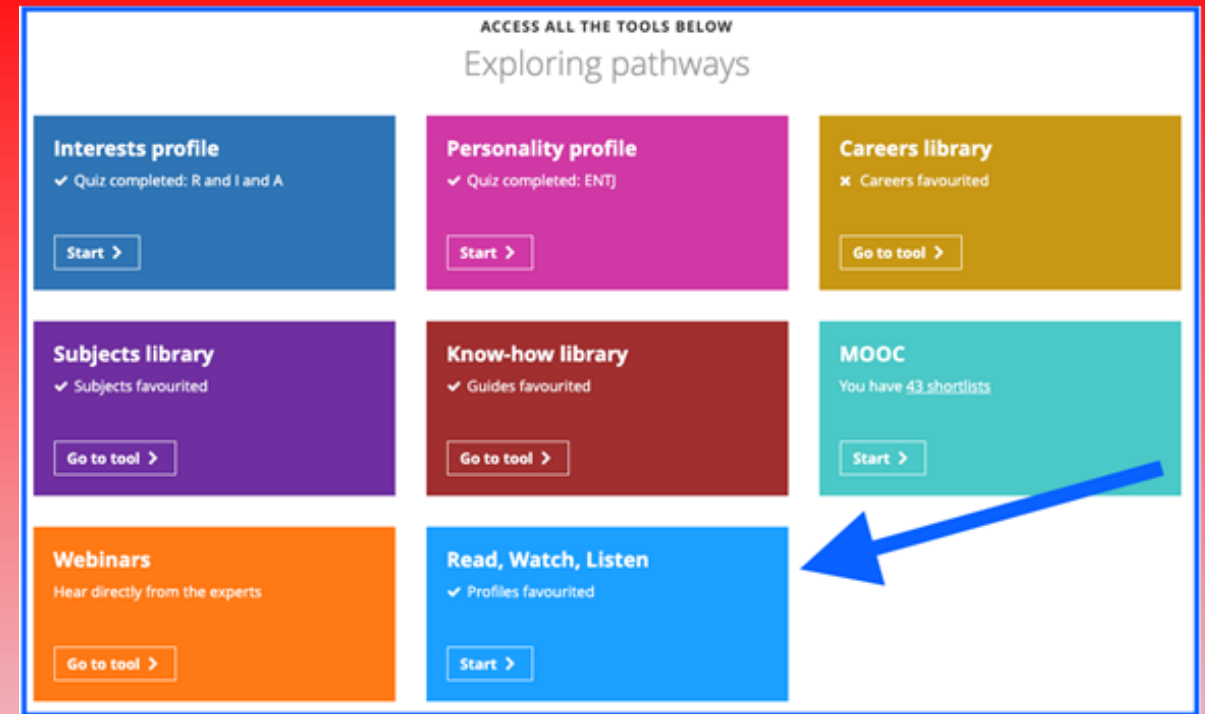 ACCESS ALL THE TOOLS BELOW
Exploring pathways
Interests profile
✔ Quiz completed: R and I and A
Start >
Personality profile
✔ Quiz completed: ENTJ
Start >
Careers library
✖ Careers favourited
Go to tool >
Subjects library
✔ Subjects favourited
Go to tool >
Know-how library
✔ Guides favourited
Go to tool >
MOOC
You have 43 shortlists
Start >
Webinars
Hear directly from the experts
Go to tool >
Read, Watch, Listen
✔ Profiles favourited
Start >